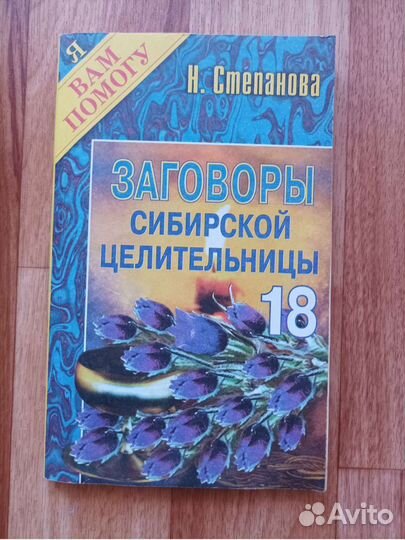 Я
ВАМ
ПОМОГУ
Н. Степанова
ЗАГОВОРЫ
СИБИРСКОЙ
ЦЕЛИТЕЛЬНИЦЫ
18
Avito